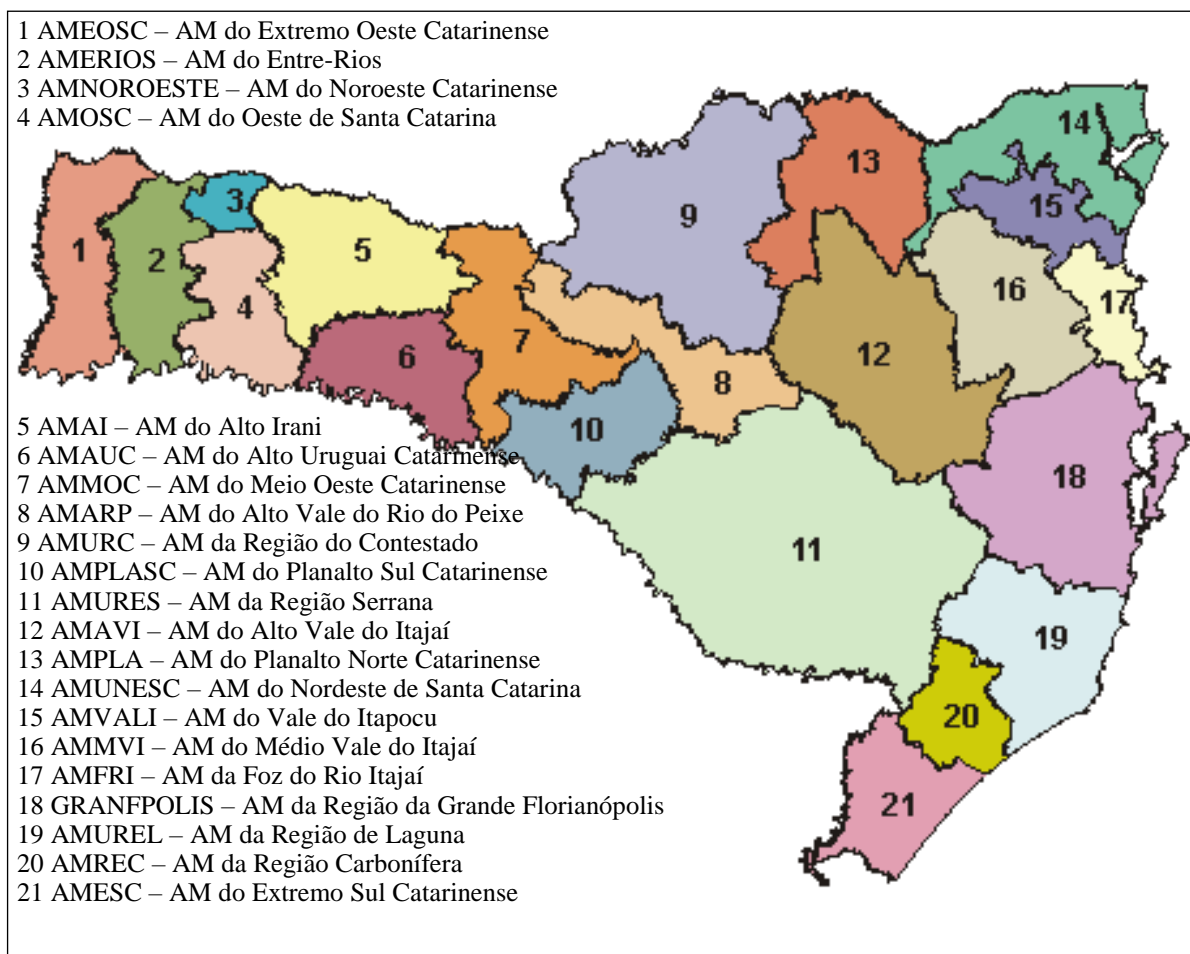 1 AMEOSC – AM do Extremo Oeste Catarinense
2 AMERIOS – AM do Entre-Rios
3 AMNOROESTE – AM do Noroeste Catarinense
4 AMOSC – AM do Oeste de Santa Catarina
14
13
15
3
9
1
2
5
16
4
17
7
6
12
8
5 AMAI – AM do Alto Irani
10
6 AMAUC – AM do Alto Uruguai Catarinense
18
7 AMMOC – AM do Meio Oeste Catarinense
8 AMARP – AM do Alto Vale do Rio do Peixe
9 AMURC – AM da Região do Contestado
11
10 AMPLASC – AM do Planalto Sul Catarinense
11 AMURES – AM da Região Serrana
12 AMAVI – AM do Alto Vale do Itajaí
19
13 AMPLA – AM do Planalto Norte Catarinense
14 AMUNESC – AM do Nordeste de Santa Catarina
15 AMVALI – AM do Vale do Itapocu
20
16 AMMVI – AM do Médio Vale do Itajaí
17 AMFRI – AM da Foz do Rio Itajaí
18 GRANFPOLIS – AM da Região da Grande Florianópolis
21
19 AMUREL – AM da Região de Laguna
20 AMREC – AM da Região Carbonífera
21 AMESC – AM do Extremo Sul Catarinense